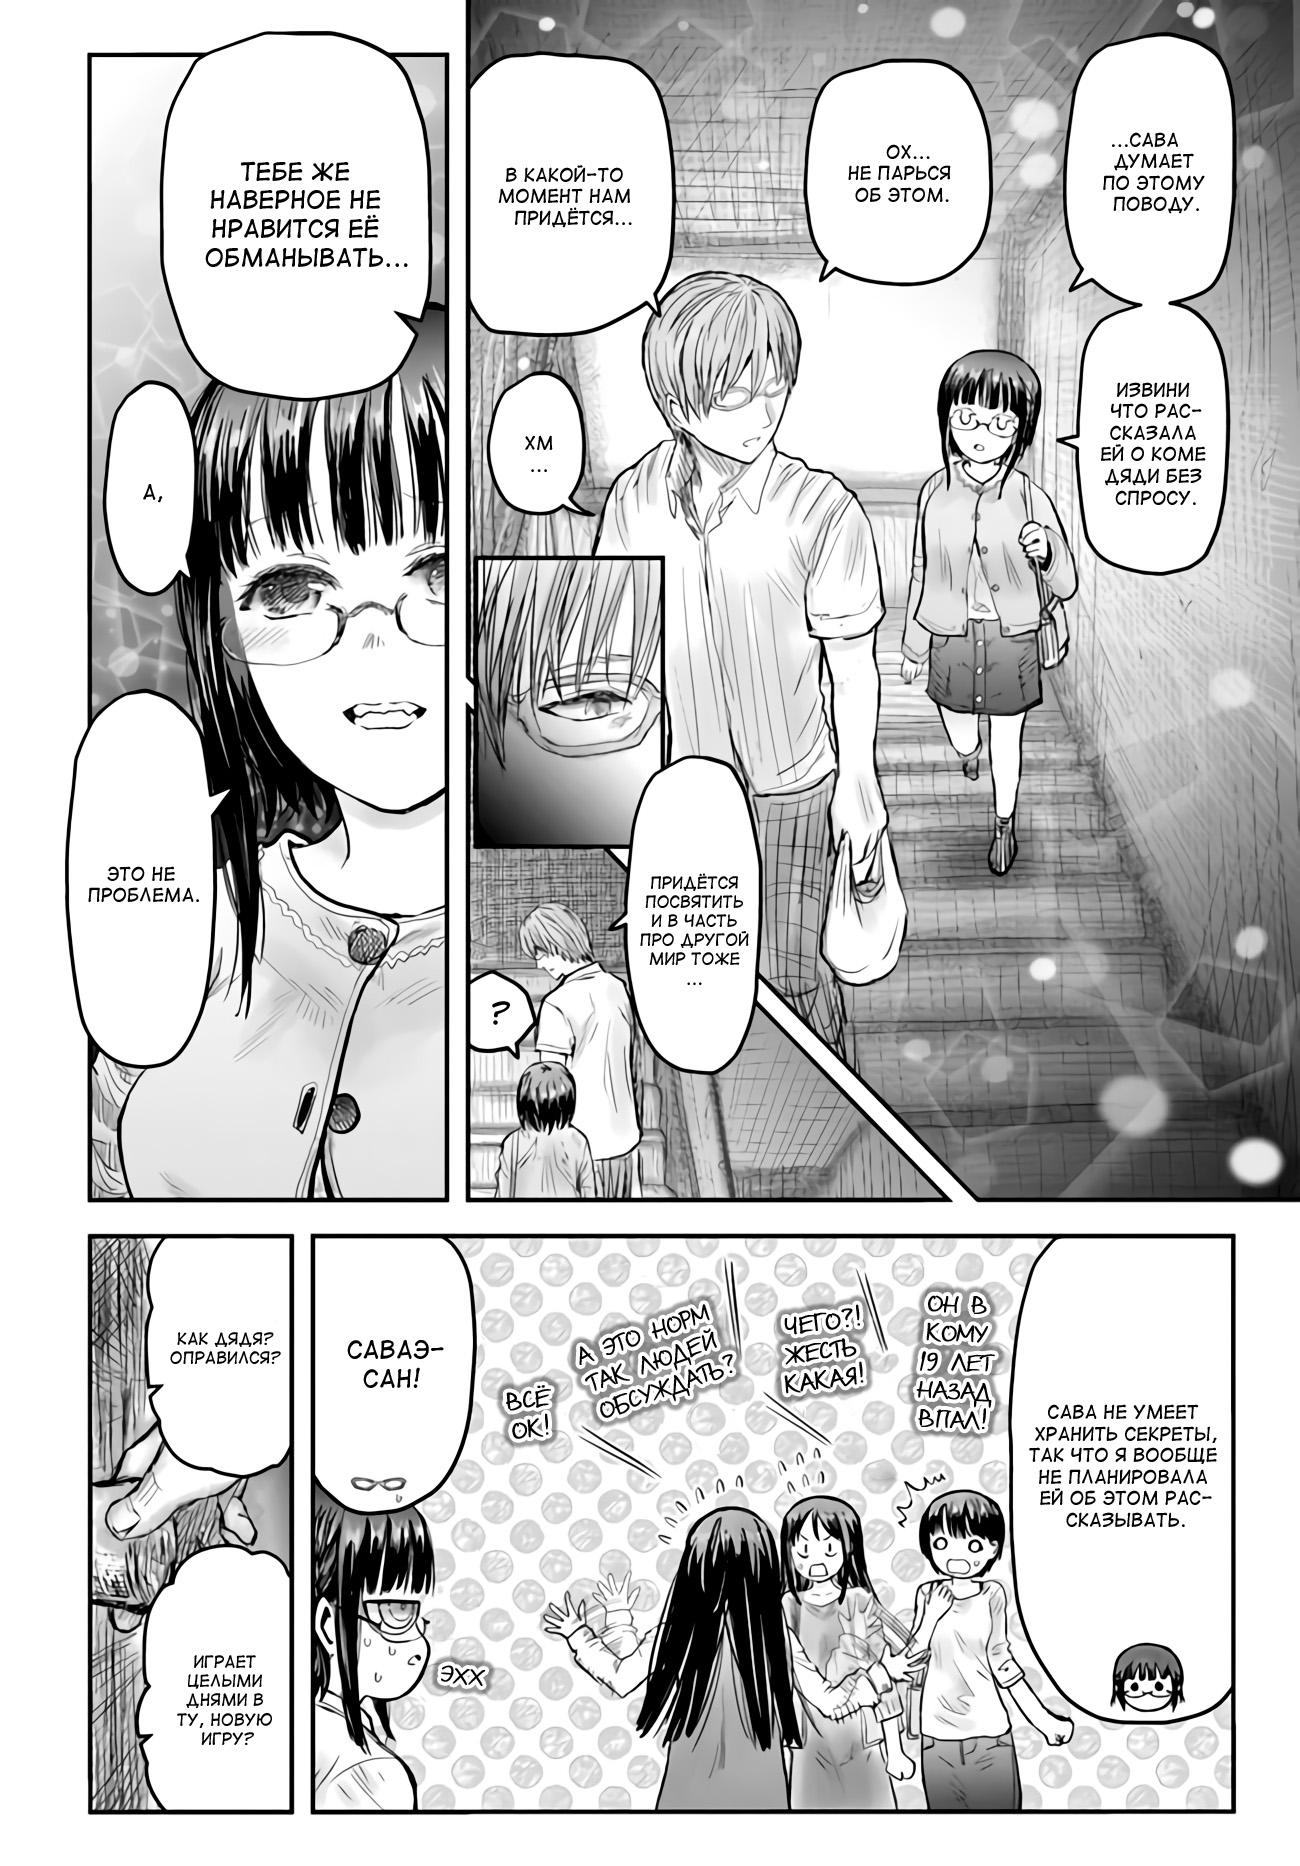 ...САВА
ДУМАЕТ
ПО ЭТОМУ
ПОВОДУ.
ИЗВИНИ
ЧТО РАС-
СКАЗАЛА
ЕЙ О КОМЕ
ДЯДИ БЕЗ
СПРОСУ.
ОХ...
НЕ ПАРЬСЯ
ОБ ЭТОМ.
В КАКОЙ-ТО
МОМЕНТ НАМ
ПРИДЁТСЯ...
ХМ
...
ПРИДЁТСЯ
ПОСВЯТИТЬ
И В ЧАСТЬ
ПРО ДРУГОЙ
МИР ТОЖЕ
...
?
ТЕБЕ ЖЕ
НАВЕРНОЕ НЕ
НРАВИТСЯ ЕЁ
ОБМАНЫВАТЬ...
А,
ЭТО НЕ
ПРОБЛЕМА.
САВА НЕ УМЕЕТ
ХРАНИТЬ СЕКРЕТЫ,
ТАК ЧТО Я ВООБЩЕ
НЕ ПЛАНИРОВАЛА
ЕЙ ОБ ЭТОМ РАС-
СКАЗЫВАТЬ.
ОН В
КОМУ
19 ЛЕТ
НАЗАД
ВПАЛ!
ЧЕГО?!
ЖЕСТЬ
КАКАЯ!
А ЭТО НОРМ
ТАК ЛЮДЕЙ
ОБСУЖДАТЬ?
ВСЁ
ОК!
САВАЭ-
САН!
ЭХХ
КАК ДЯДЯ?
ОПРАВИЛСЯ?
ИГРАЕТ
ЦЕЛЫМИ
ДНЯМИ В
ТУ, НОВУЮ
ИГРУ?